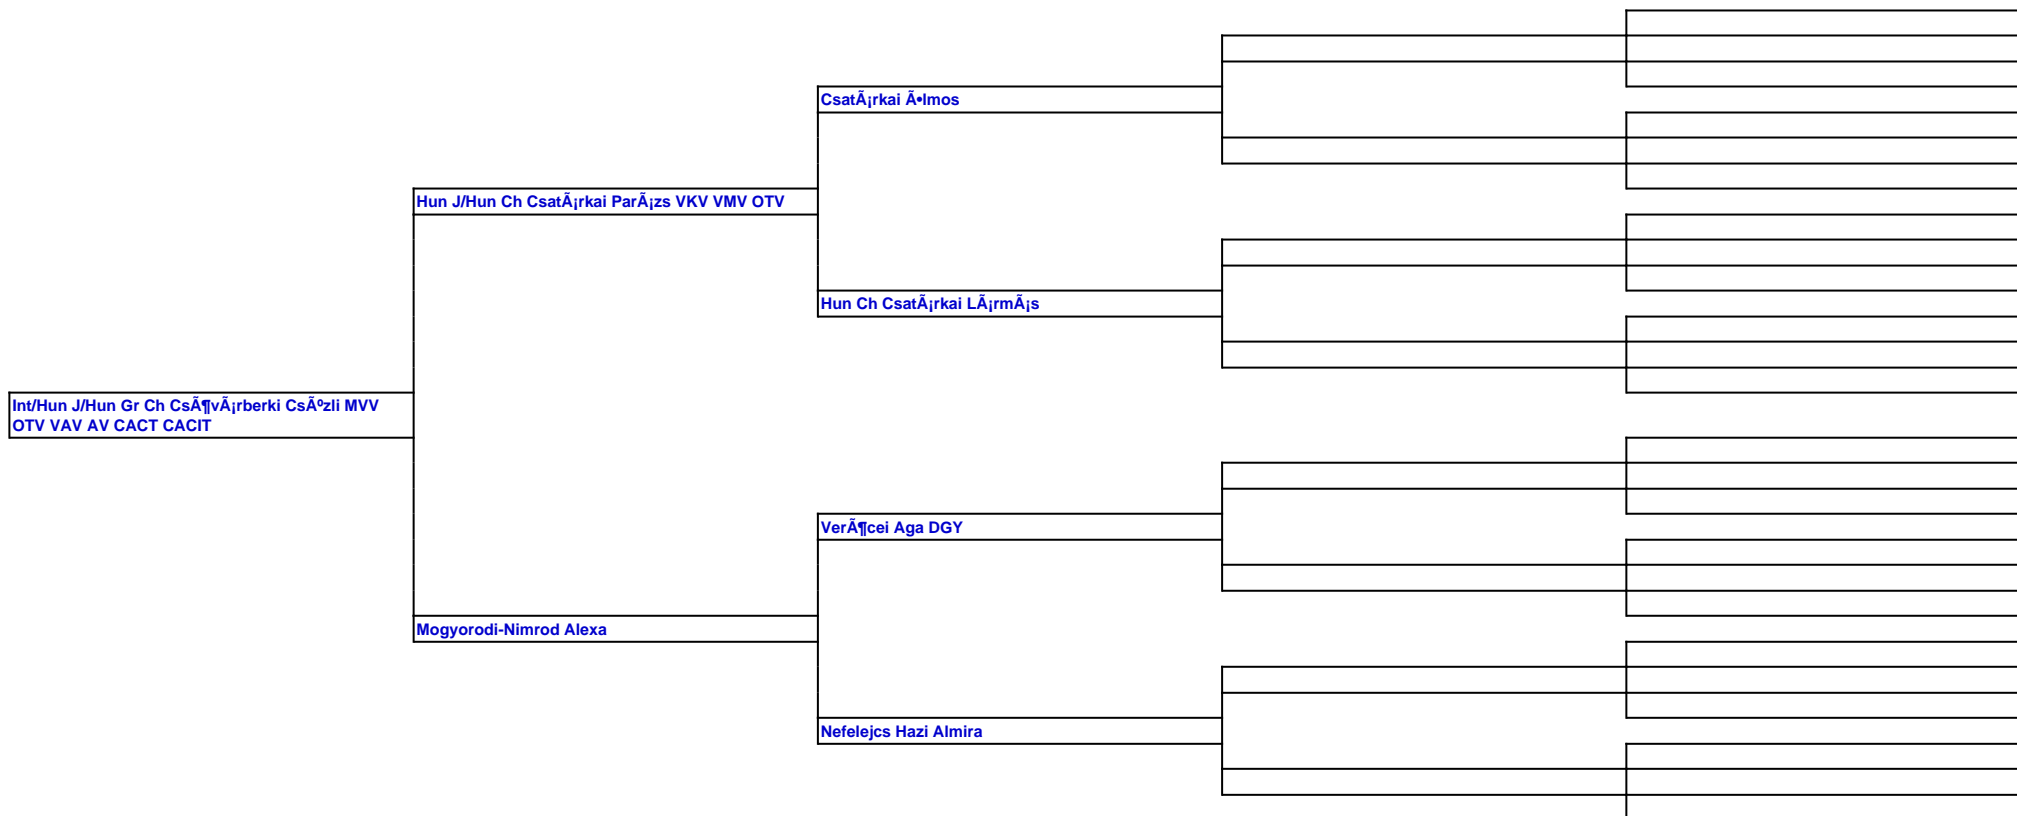 CsatÃ¡rkai Ã•lmos
Hun J/Hun Ch CsatÃ¡rkai ParÃ¡zs VKV VMV OTV
Hun Ch CsatÃ¡rkai LÃ¡rmÃ¡s
Int/Hun J/Hun Gr Ch CsÃ¶vÃ¡rberki CsÃºzli MVV
OTV VAV AV CACT CACIT
VerÃ¶cei Aga DGY
Mogyorodi-Nimrod Alexa
Nefelejcs Hazi Almira